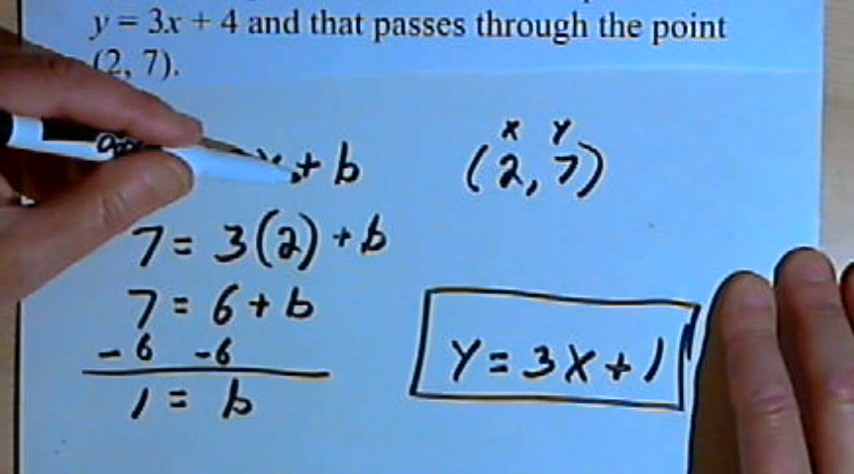 y = 3x + 4 and that passes through the point
(2, 7).
x y
+ b (2, 7)
7 = 3(2) + b
7 = 6 + b
- 6 - 6
1 = b
y = 3x + 1